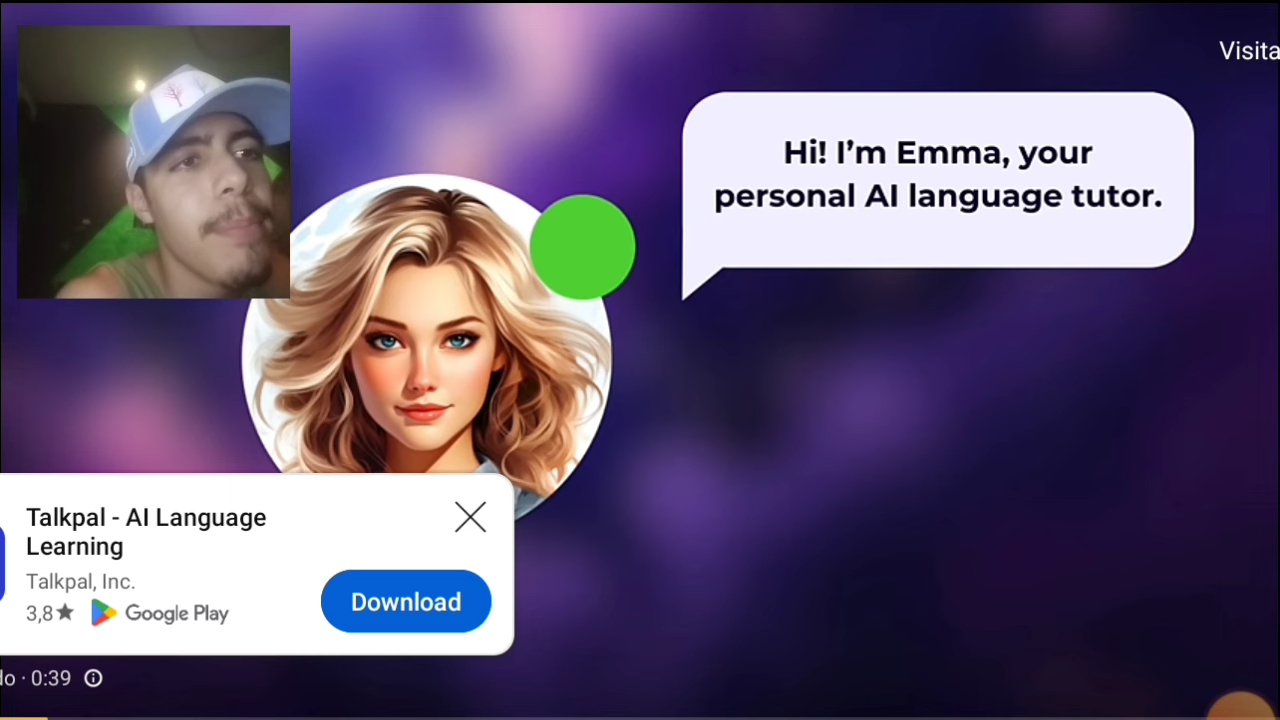 Visita
Hi! I'm Emma, your
personal AI language tutor.
Talkpal - AI Language
Learning
Talkpal, Inc.
3,8★ Google Play
Download
do · 0:39